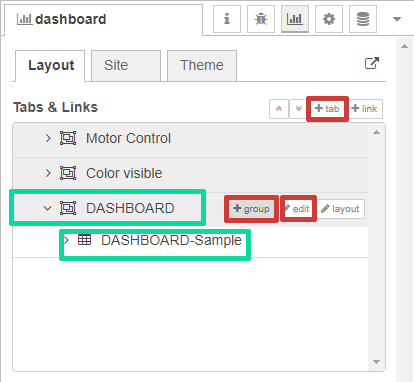 dashboard
Layout Site Theme
Tabs & Links + tab + link
Motor Control
Color visible
DASHBOARD + group edit layout
DASHBOARD-Sample